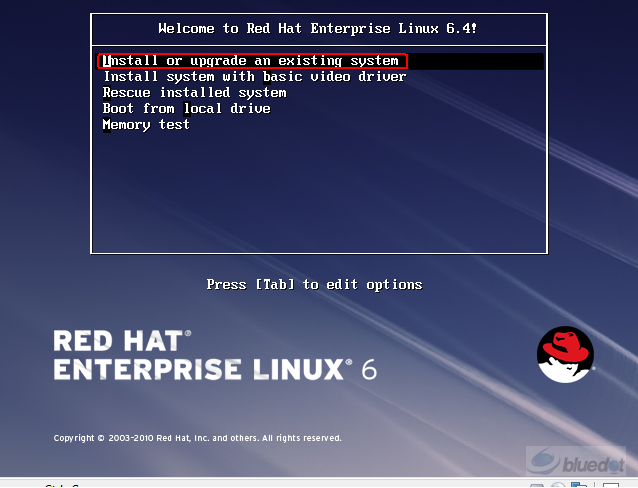 Welcome to Red Hat Enterprise Linux 6.4!
Install or upgrade an existing system
Install system with basic video driver
Rescue installed system
Boot from local drive
Memory test
Press [Tab] to edit options
RED HAT®
ENTERPRISE LINUX® 6
Copyright © 2003-2010 Red Hat, Inc. and others. All rights reserved.
bluedot